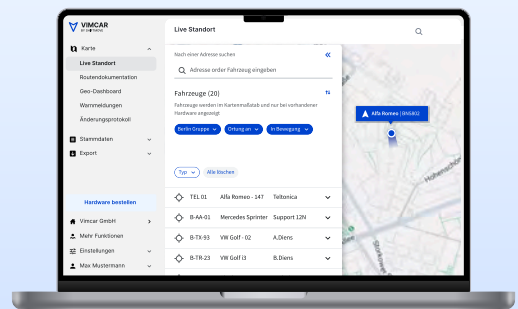 VIMCAR
Karte
Live Standort
Routendokumentation
Geo-Dashboard
Warnmeldungen
Änderungsprotokoll
Stammdaten
Export
Hardware bestellen
Vimcar GmbH
Mehr Funktionen
Einstellungen
Max Mustermann
Live Standort
Nach einer Adresse suchen
Adresse order Fahrzeug eingeben
Fahrzeuge (20)
Fahrzeuge werden im Kartenmaßstab und nur bei vorhandener
Hardware angezeigt
Berlin Gruppe
Ortung an
In Bewegung
Typ
Alle löschen
TEL 01 Alfa Romeo - 147 Teltonica
B-AA-01 Mercedes Sprinter Support 12N
B-TX-93 VW Golf - 02 A.Diens
B-TR-23 VW Golf i3 B.Diens
Alfa Romeo | BNS802
Hohenschön